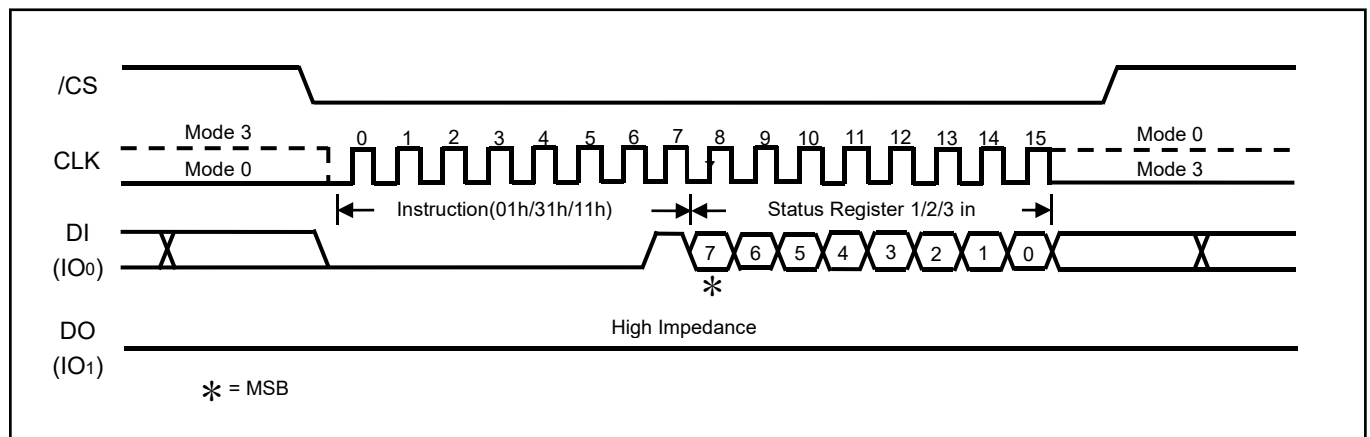 /CS
Mode 3
Mode 0
CLK
0 1 2 3 4 5 6 7 8 9 10 11 12 13 14 15
7
Mode 0
Mode 3
Instruction(01h/31h/11h)
Status Register 1/2/3 in
DI
(IO0)
7 6 5 4 3 2 1 0
*
DO
(IO1)
High Impedance
* = MSB